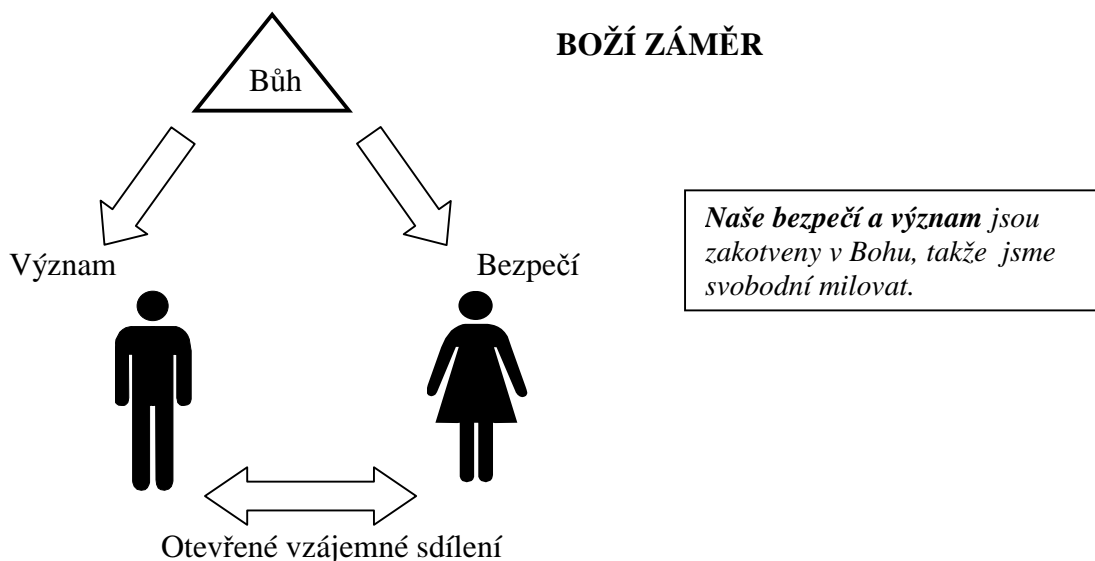 BOŽÍ ZÁMĚR
Bůh
Naše bezpečí a význam jsou
zakotveny v Bohu, takže jsme
svobodní milovat.
Význam
Bezpečí
Otevřené vzájemné sdílení